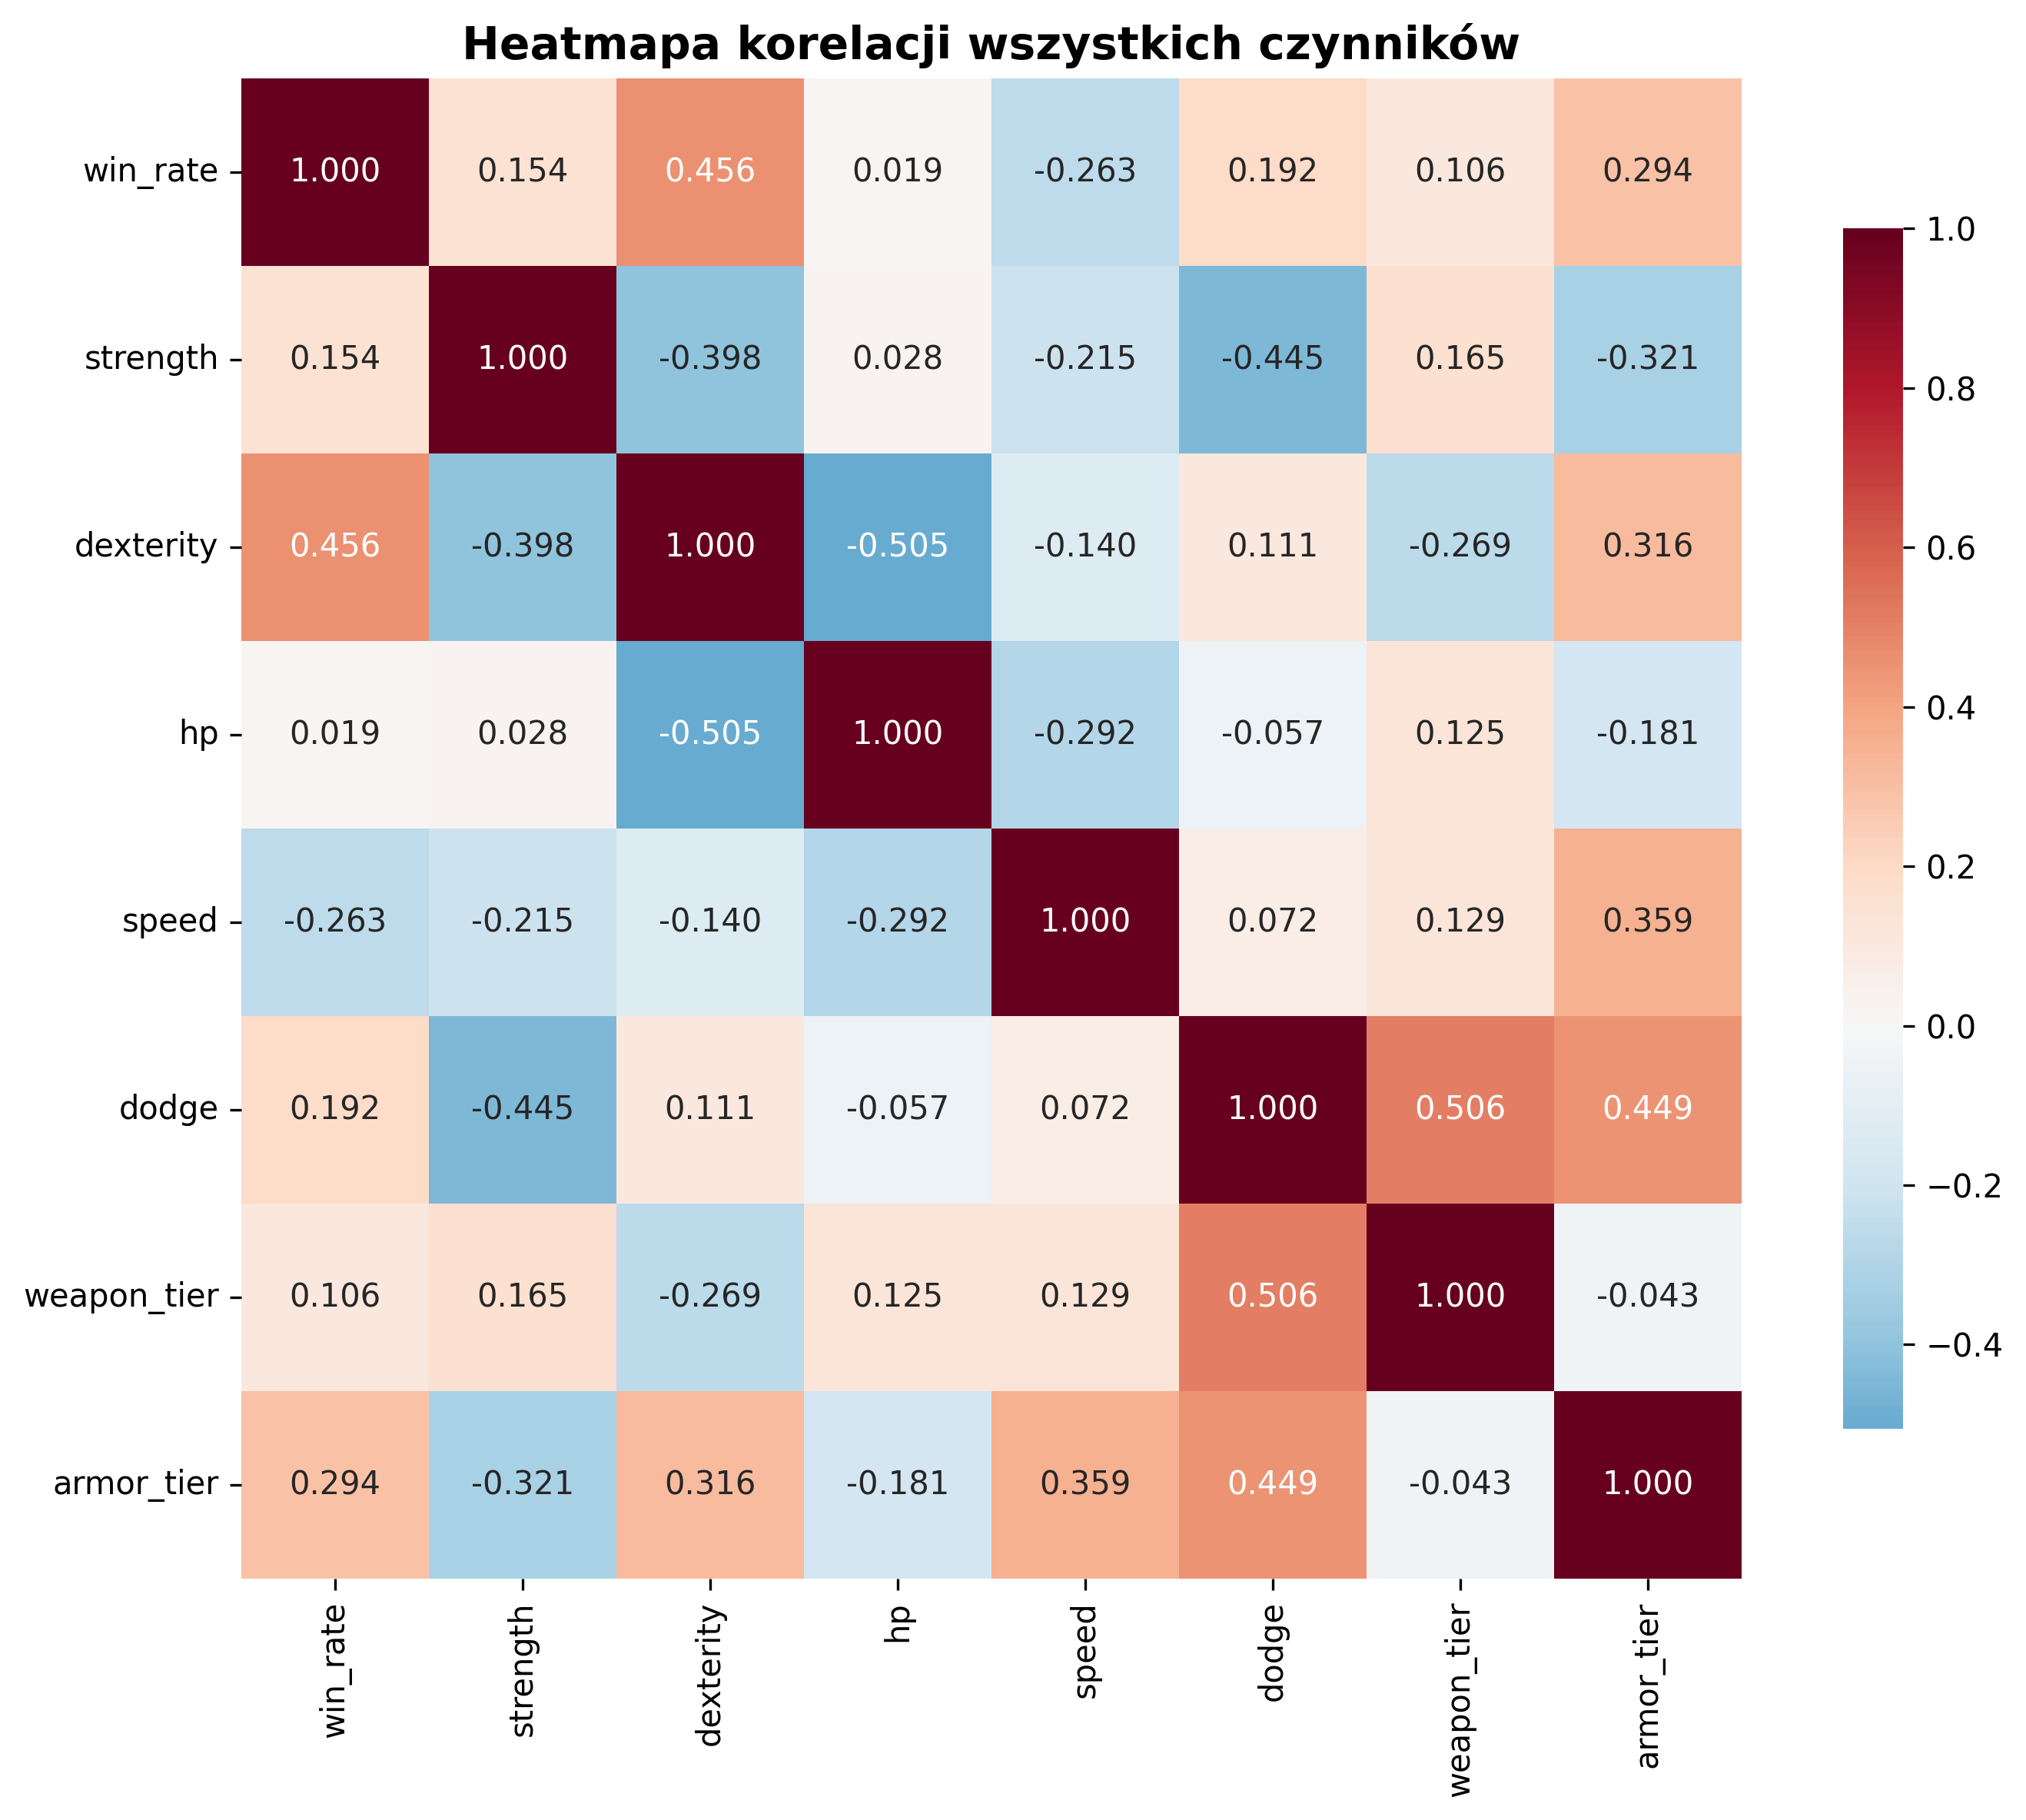 Heatmapa korelacji wszystkich czynników
win_rate 1.000 0.154 0.456 0.019 -0.263 0.192 0.106 0.294
strength 0.154 1.000 -0.398 0.028 -0.215 -0.445 0.165 -0.321
dexterity 0.456 -0.398 1.000 -0.505 -0.140 0.111 -0.269 0.316
hp 0.019 0.028 -0.505 1.000 -0.292 -0.057 0.125 -0.181
speed -0.263 -0.215 -0.140 -0.292 1.000 0.072 0.129 0.359
dodge 0.192 -0.445 0.111 -0.057 0.072 1.000 0.506 0.449
weapon_tier 0.106 0.165 -0.269 0.125 0.129 0.506 1.000 -0.043
armor_tier 0.294 -0.321 0.316 -0.181 0.359 0.449 -0.043 1.000
win_rate strength dexterity hp speed dodge weapon_tier armor_tier
1.0
0.8
0.6
0.4
0.2
0.0
−0.2
−0.4